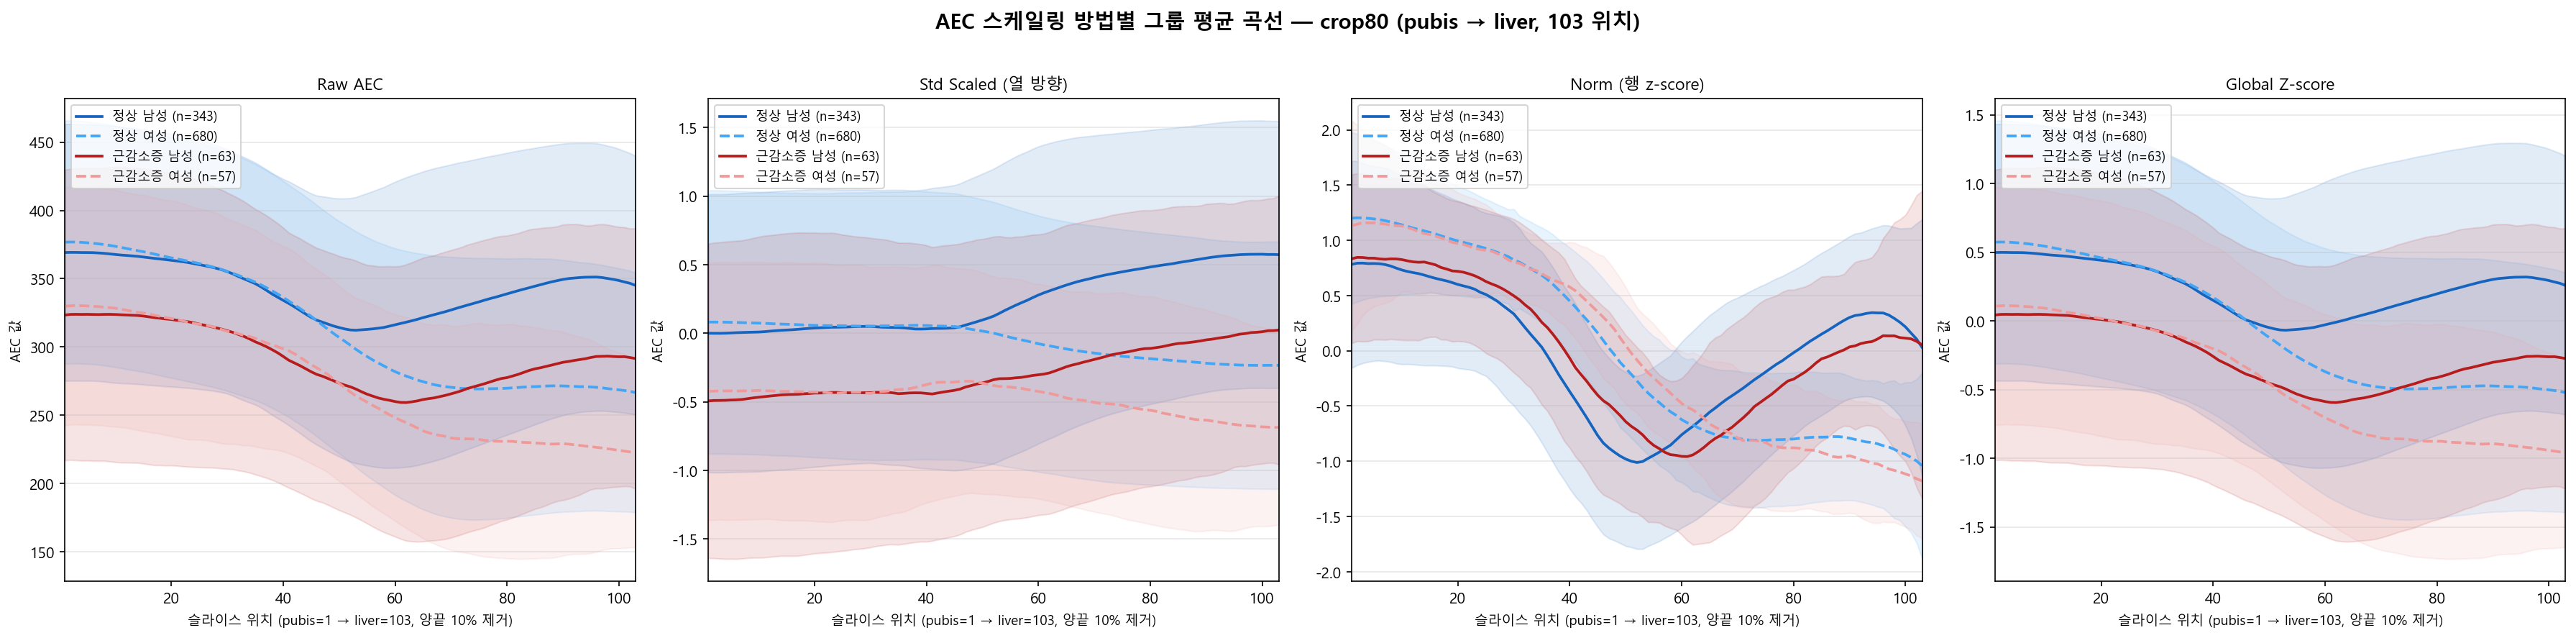 AEC 스케일링 방법별 그룹 평균 곡선 — crop80 (pubis → liver, 103 위치)
Raw AEC
정상 남성 (n=343)
정상 여성 (n=680)
근감소증 남성 (n=63)
근감소증 여성 (n=57)
450
400
350
300
250
200
150
AEC 값
20 40 60 80 100
슬라이스 위치 (pubis=1 → liver=103, 양끝 10% 제거)
Std Scaled (열 방향)
정상 남성 (n=343)
정상 여성 (n=680)
근감소증 남성 (n=63)
근감소증 여성 (n=57)
1.5
1.0
0.5
0.0
-0.5
-1.0
-1.5
AEC 값
20 40 60 80 100
슬라이스 위치 (pubis=1 → liver=103, 양끝 10% 제거)
Norm (행 z-score)
정상 남성 (n=343)
정상 여성 (n=680)
근감소증 남성 (n=63)
근감소증 여성 (n=57)
2.0
1.5
1.0
0.5
0.0
-0.5
-1.0
-1.5
-2.0
AEC 값
20 40 60 80 100
슬라이스 위치 (pubis=1 → liver=103, 양끝 10% 제거)
Global Z-score
정상 남성 (n=343)
정상 여성 (n=680)
근감소증 남성 (n=63)
근감소증 여성 (n=57)
1.5
1.0
0.5
0.0
-0.5
-1.0
-1.5
AEC 값
20 40 60 80 100
슬라이스 위치 (pubis=1 → liver=103, 양끝 10% 제거)